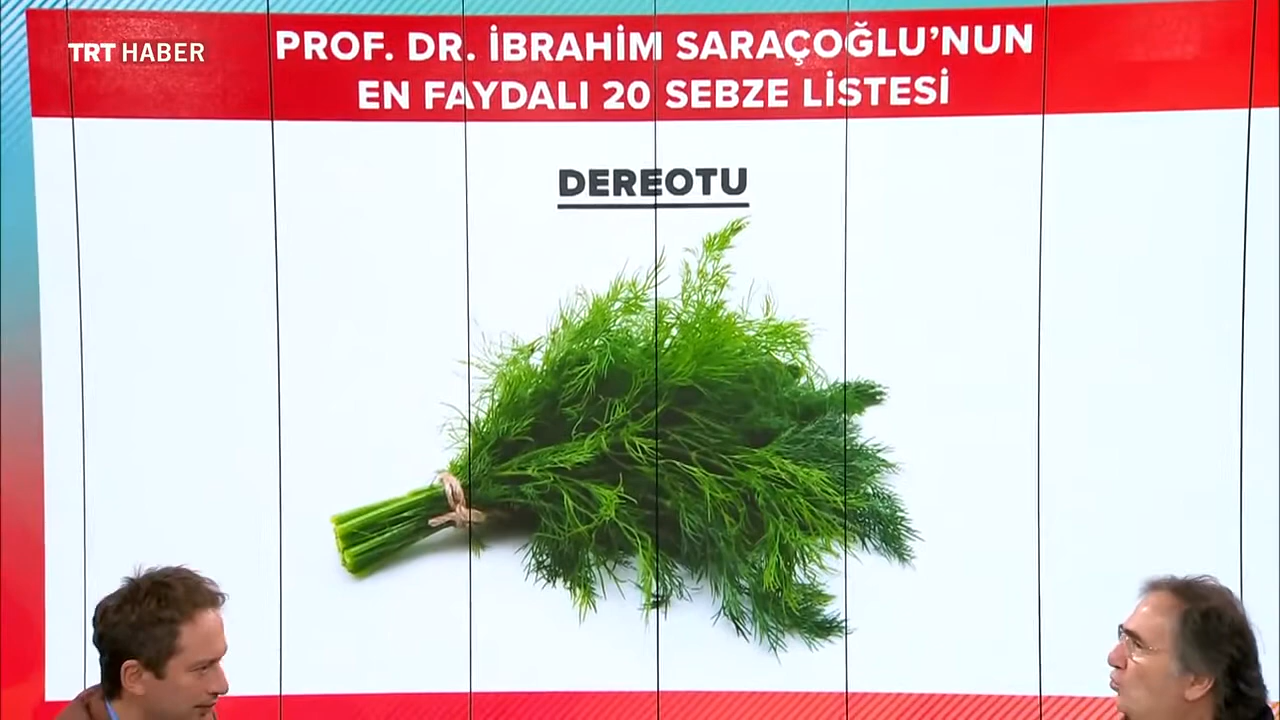 TRT HABER
PROF. DR. İBRAHİM SARAÇOĞLU'NUN
EN FAYDALI 20 SEBZE LİSTESİ
DEREOTU